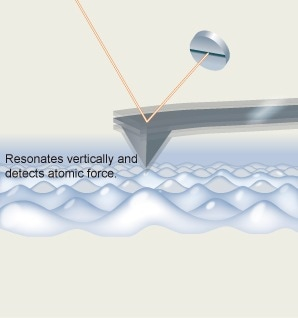 Resonates vertically and
detects atomic force.